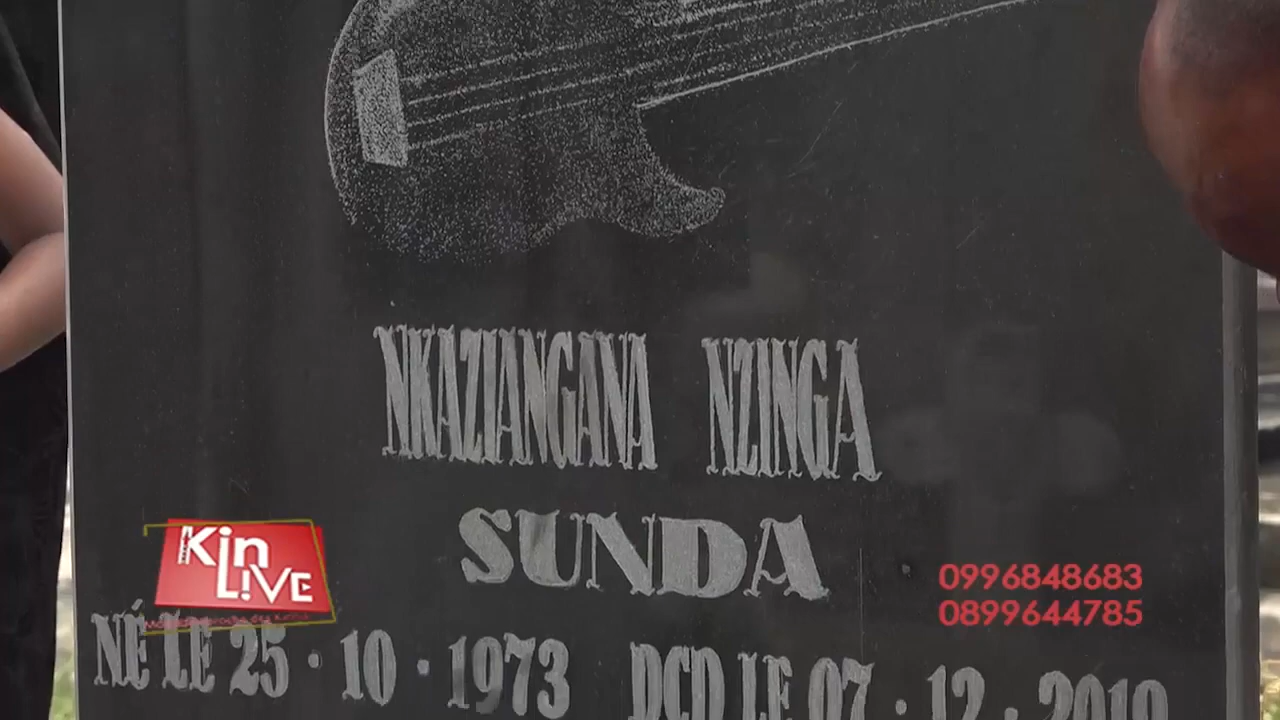 NKAZIANGANA NZINGA
SUNDA
Kin
LIVE
0996848683
0899644785
NÉ LE 25 · 10 · 1973 DCD LE 07 · 12 · 2019